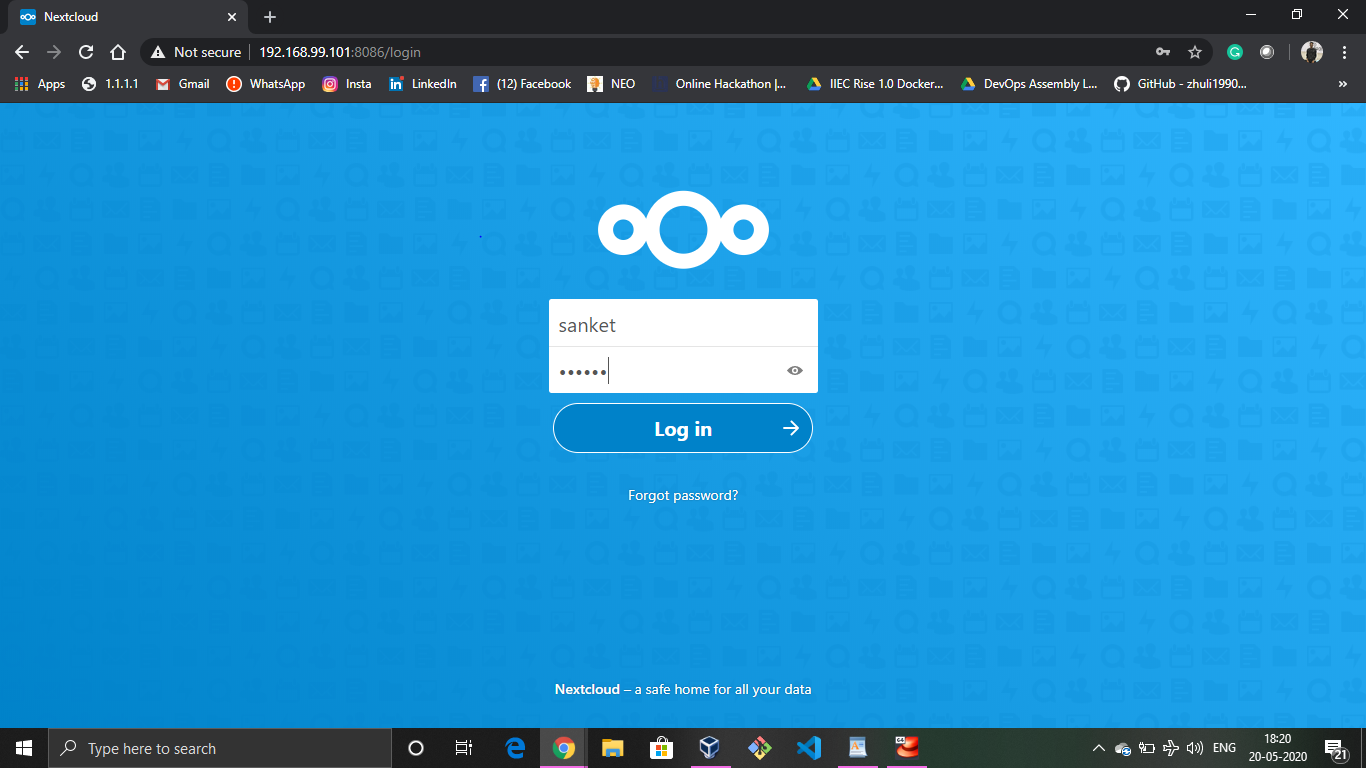 Nextcloud
Not secure 192.168.99.101:8086/login
Apps 1.1.1.1 Gmail WhatsApp Insta LinkedIn (12) Facebook NEO Online Hackathon |... IIEC Rise 1.0 Docker... DevOps Assembly L... GitHub - zhuli1990... »
sanket
••••••
Log in
Forgot password?
Nextcloud – a safe home for all your data
Type here to search
ENG
18:20
20-05-2020
21